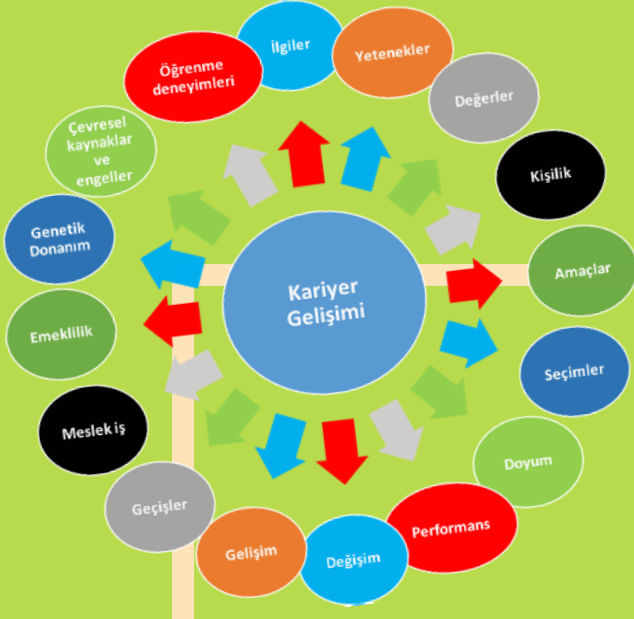 İlgiler
Yetenekler
Değerler
Kişilik
Amaçlar
Seçimler
Doyum
Performans
Değişim
Gelişim
Geçişler
Meslek iş
Emeklilik
Genetik
Donanım
Çevresel
kaynaklar
ve
engeller
Öğrenme
deneyimleri
Kariyer
Gelişimi